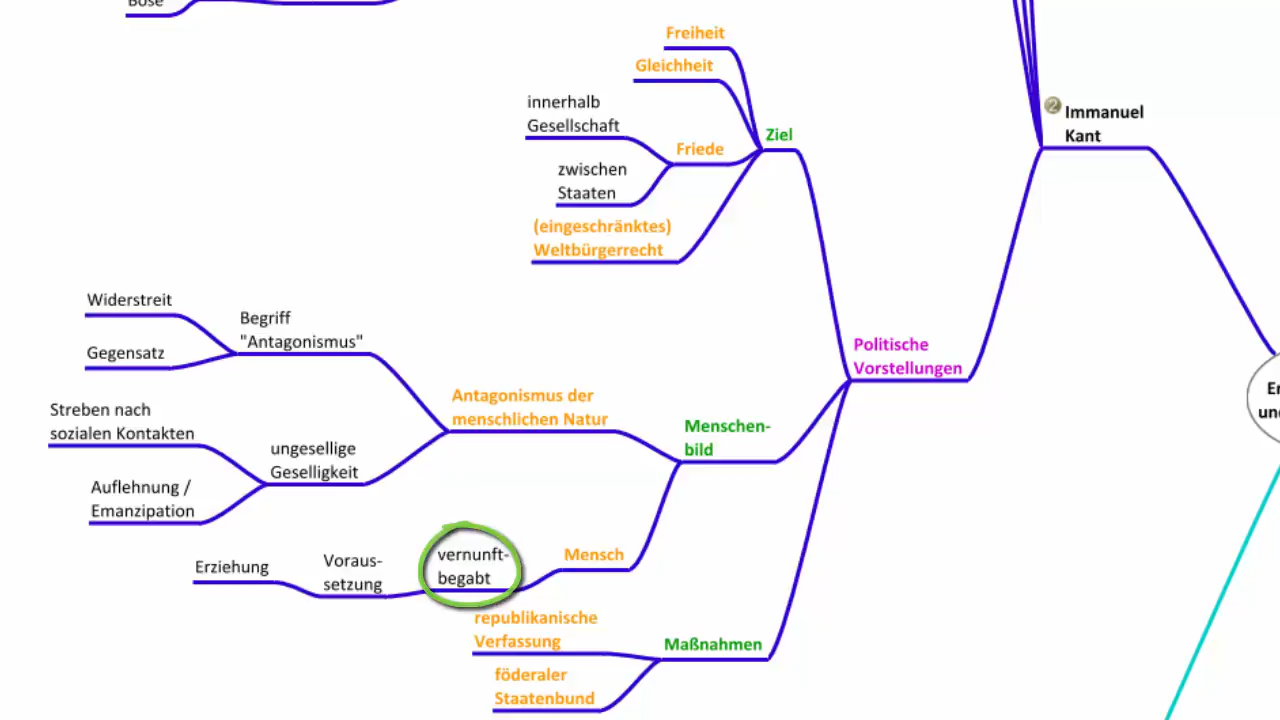 Böse
Freiheit
Gleichheit
innerhalb
Gesellschaft
Friede
zwischen
Staaten
(eingeschränktes)
Weltbürgerrecht
Ziel
2
Immanuel
Kant
Politische
Vorstellungen
Widerstreit
Gegensatz
Begriff
"Antagonismus"
Antagonismus der
menschlichen Natur
Streben nach
sozialen Kontakten
ungesellige
Geselligkeit
Auflehnung /
Emanzipation
Menschen-
bild
Erziehung
Voraus-
setzung
vernunft-
begabt
Mensch
republikanische
Verfassung
föderaler
Staatenbund
Maßnahmen